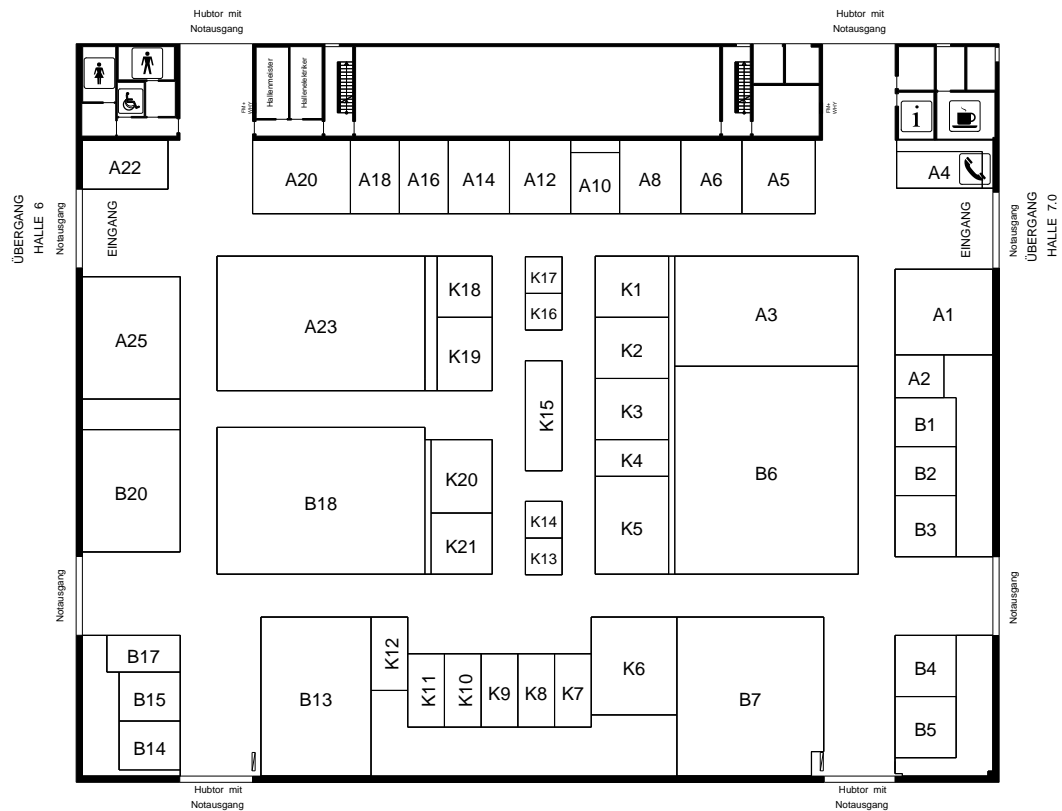 Hubtor mit
Notausgang
Hubtor mit
Notausgang
Hallenmeister
Hallenelektriker
FM+
WHY
FM+
WHY
i
A22
A20
A18
A16
A14
A12
A10
A8
A6
A5
A4
ÜBERGANG
HALLE 6
Notausgang
EINGANG
EINGANG
Notausgang
ÜBERGANG
HALLE 7.0
A25
A23
K18
K19
K17
K16
K1
K2
K3
K4
K5
A3
A1
A2
K15
B1
B2
B3
B6
B20
B18
K20
K21
K14
K13
Notausgang
Notausgang
B17
B15
B14
B13
K12
K11
K10
K9
K8
K7
K6
B7
B4
B5
Hubtor mit
Notausgang
Hubtor mit
Notausgang